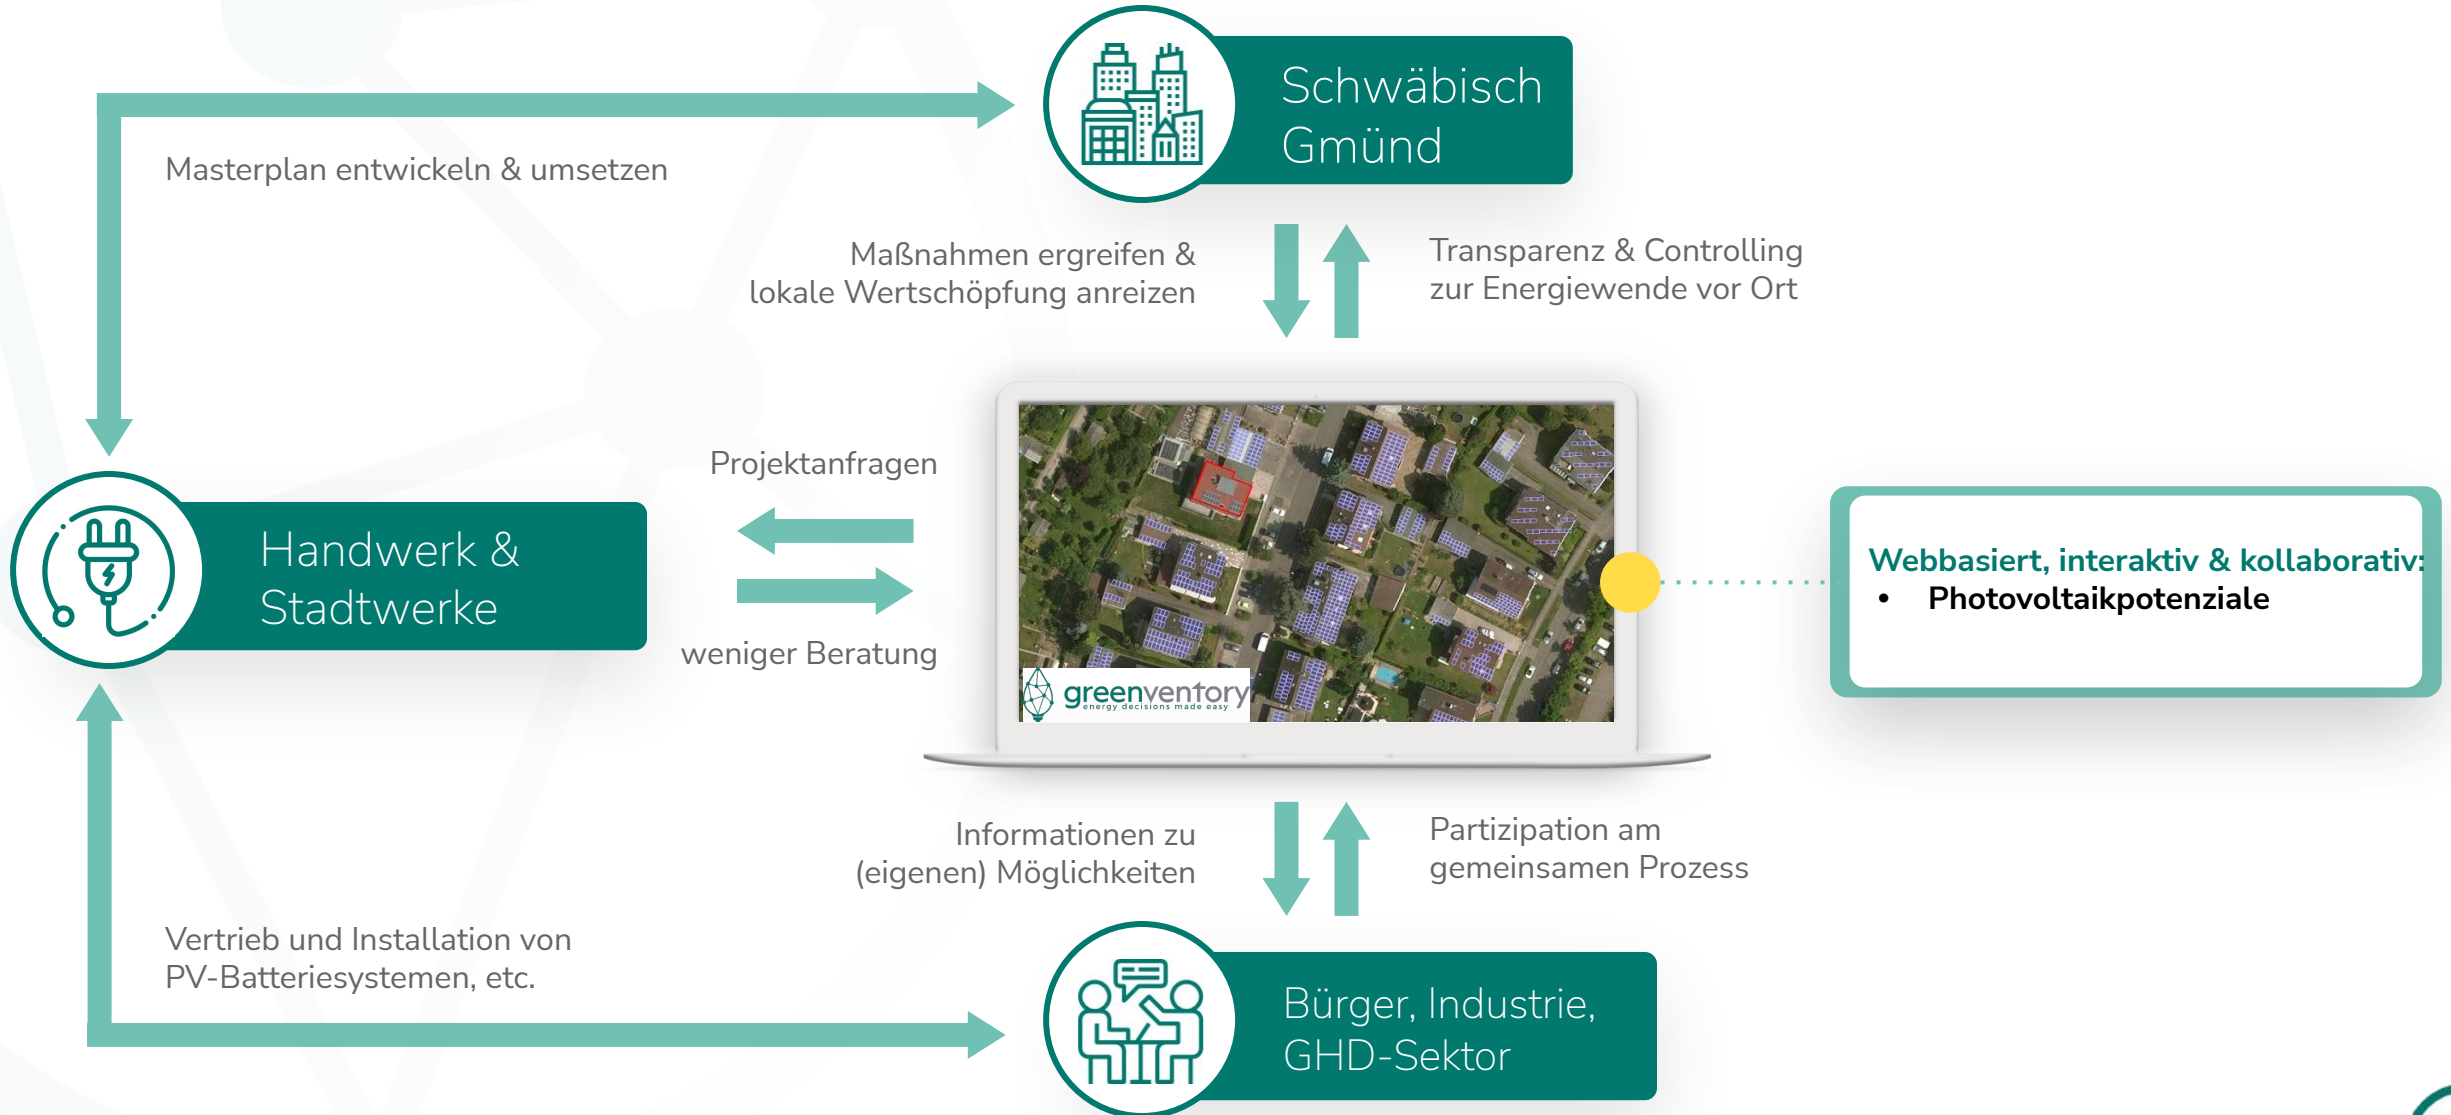 Schwäbisch
Gmünd
Masterplan entwickeln & umsetzen
Maßnahmen ergreifen &
lokale Wertschöpfung anreizen
Transparenz & Controlling
zur Energiewende vor Ort
Projektanfragen
Handwerk &
Stadtwerke
weniger Beratung
greenventory
energy decisions made easy
Webbasiert, interaktiv & kollaborativ:
• Photovoltaikpotenziale
Informationen zu
(eigenen) Möglichkeiten
Partizipation am
gemeinsamen Prozess
Vertrieb und Installation von
PV-Batteriesystemen, etc.
Bürger, Industrie,
GHD-Sektor